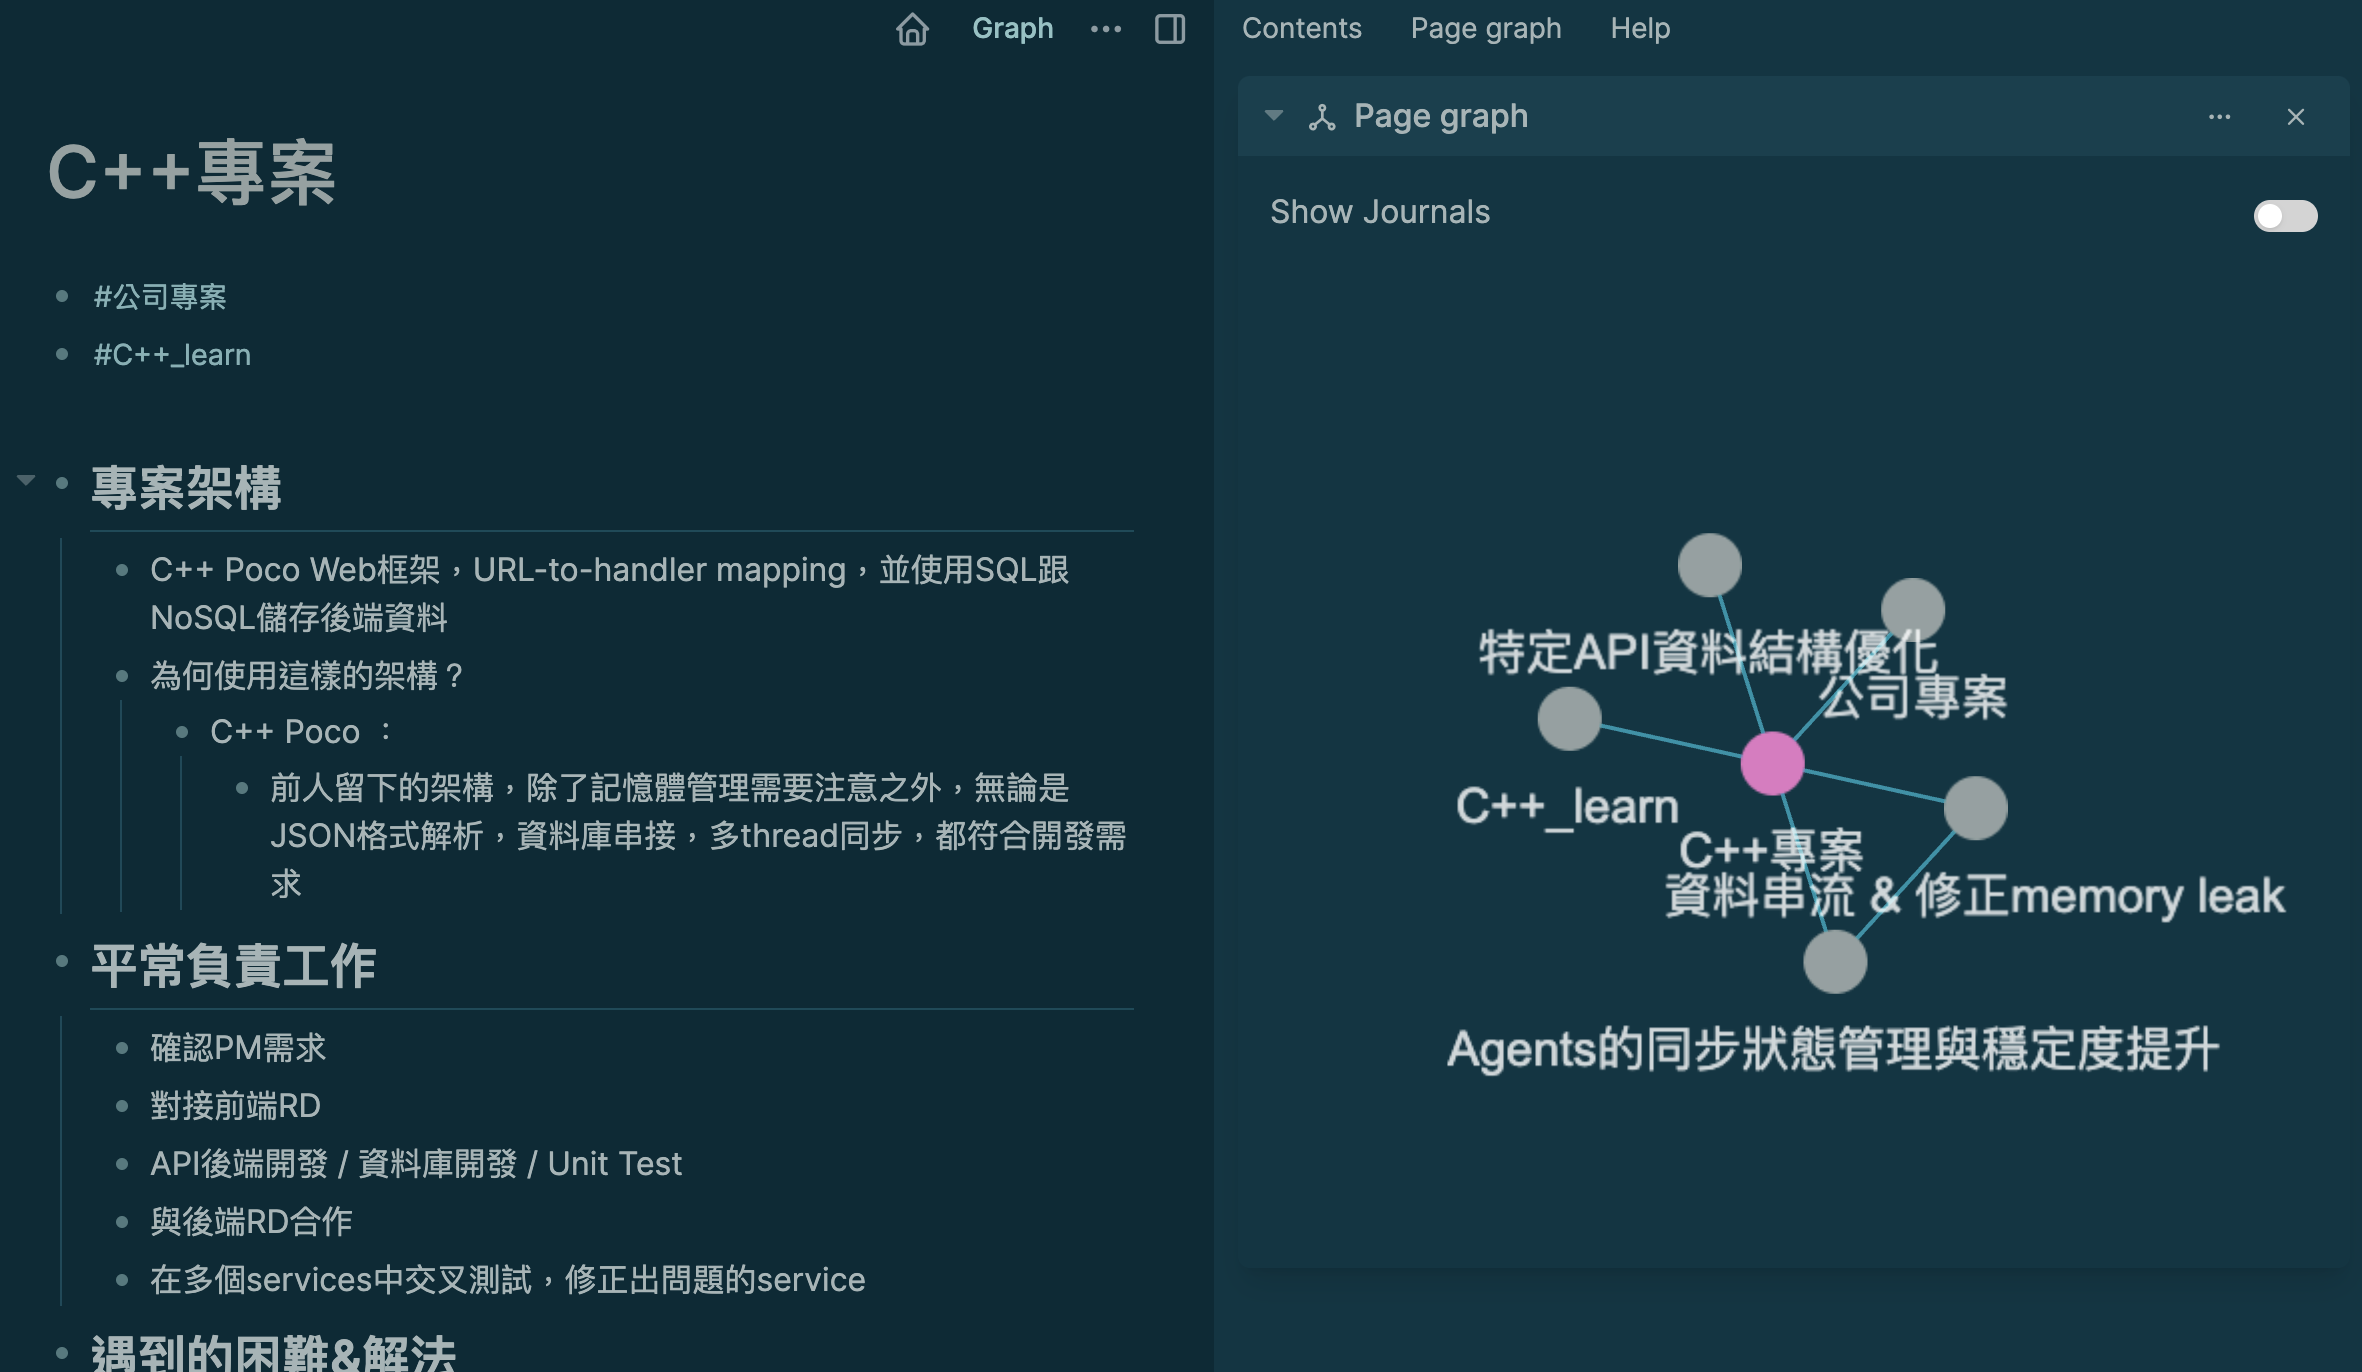 Graph
C++專案
#公司專案
#C++_learn
專案架構
C++ Poco Web框架，URL-to-handler mapping，並使用SQL跟
NoSQL儲存後端資料
為何使用這樣的架構？
C++ Poco ：
前人留下的架構，除了記憶體管理需要注意之外，無論是
JSON格式解析，資料庫串接，多thread同步，都符合開發需
求
平常負責工作
確認PM需求
對接前端RD
API後端開發 / 資料庫開發 / Unit Test
與後端RD合作
在多個services中交叉測試，修正出問題的service
遇到的困難&解法
Contents Page graph Help
Page graph
Show Journals
特定API資料結構優化
公司專案
C++_learn
C++專案
資料串流 & 修正memory leak
Agents的同步狀態管理與穩定度提升